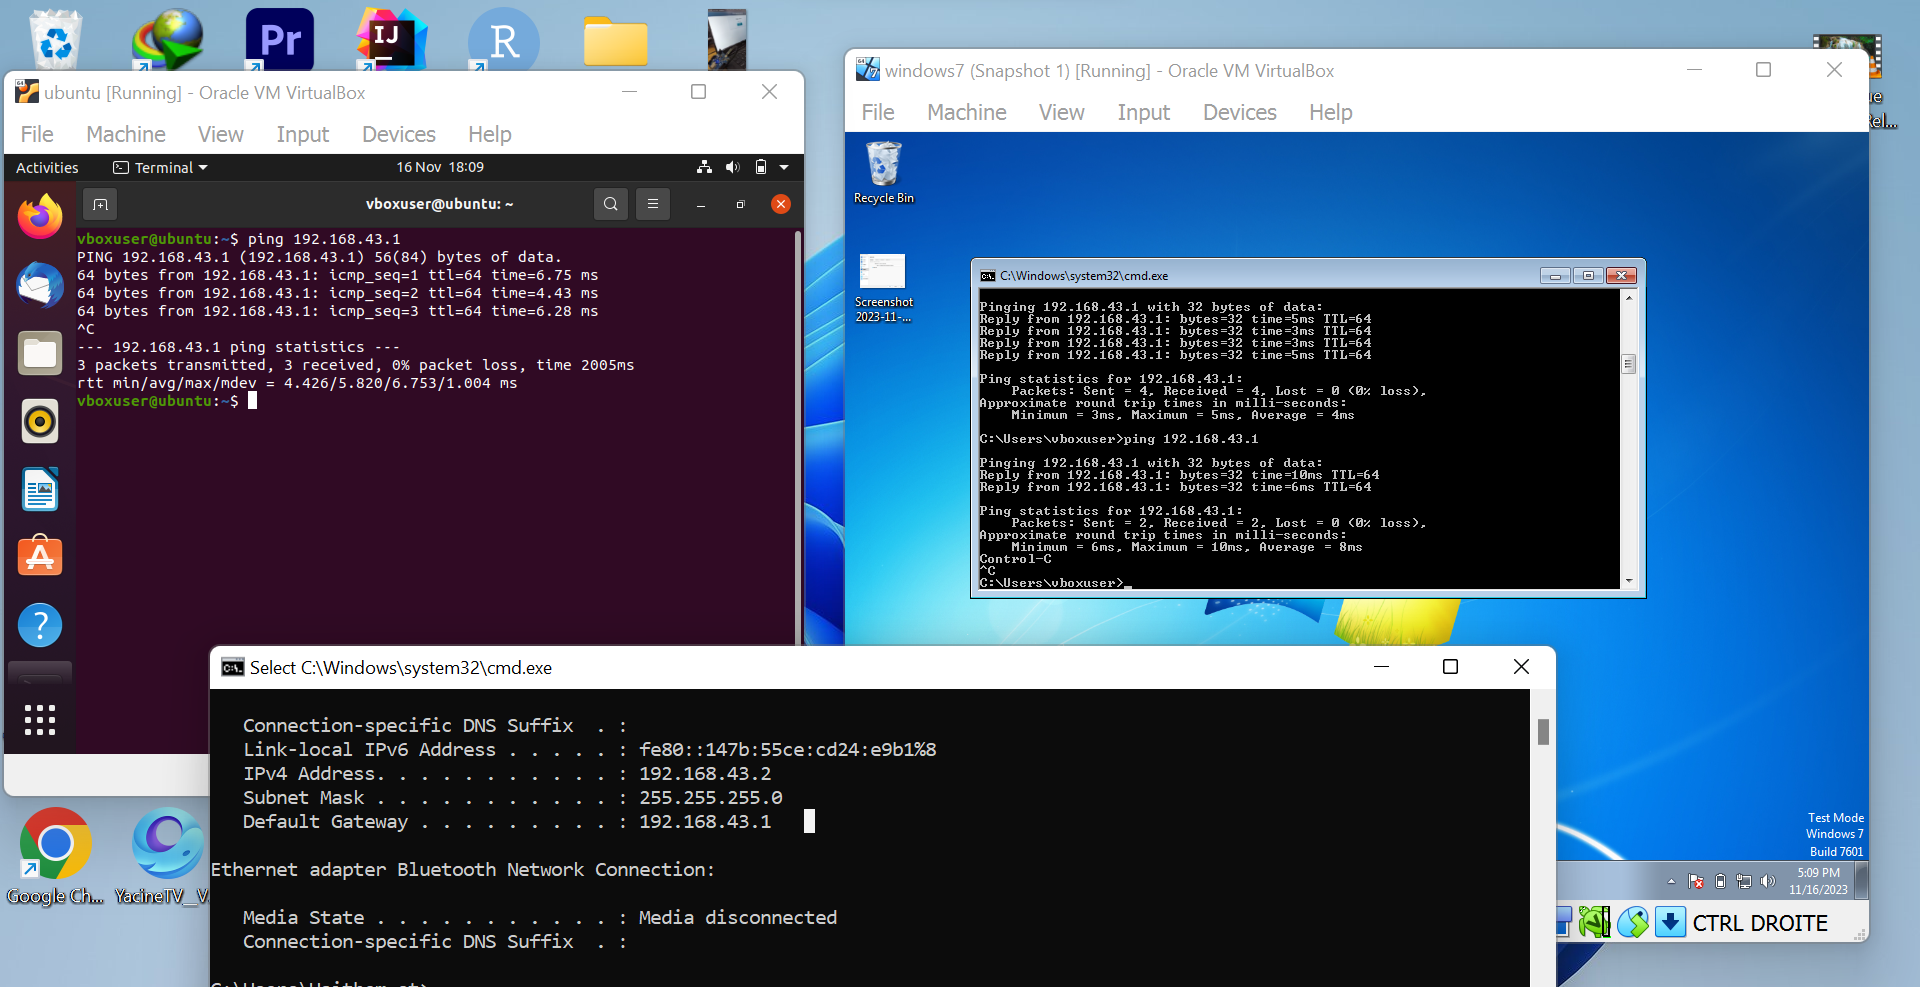 Pr
IJ
R
ubuntu [Running] - Oracle VM VirtualBox
File Machine View Input Devices Help
Activities Terminal 16 Nov 18:09
vboxuser@ubuntu: ~
vboxuser@ubuntu:~$ ping 192.168.43.1
PING 192.168.43.1 (192.168.43.1) 56(84) bytes of data.
64 bytes from 192.168.43.1: icmp_seq=1 ttl=64 time=6.75 ms
64 bytes from 192.168.43.1: icmp_seq=2 ttl=64 time=4.43 ms
64 bytes from 192.168.43.1: icmp_seq=3 ttl=64 time=6.28 ms
^C
--- 192.168.43.1 ping statistics ---
3 packets transmitted, 3 received, 0% packet loss, time 2005ms
rtt min/avg/max/mdev = 4.426/5.820/6.753/1.004 ms
vboxuser@ubuntu:~$
windows7 (Snapshot 1) [Running] - Oracle VM VirtualBox
File Machine View Input Devices Help
Recycle Bin
Screenshot
2023-11-...
C:\Windows\system32\cmd.exe
Pinging 192.168.43.1 with 32 bytes of data:
Reply from 192.168.43.1: bytes=32 time=5ms TTL=64
Reply from 192.168.43.1: bytes=32 time=3ms TTL=64
Reply from 192.168.43.1: bytes=32 time=3ms TTL=64
Reply from 192.168.43.1: bytes=32 time=5ms TTL=64
Ping statistics for 192.168.43.1:
Packets: Sent = 4, Received = 4, Lost = 0 (0% loss),
Approximate round trip times in milli-seconds:
Minimum = 3ms, Maximum = 5ms, Average = 4ms
C:\Users\vboxuser>ping 192.168.43.1
Pinging 192.168.43.1 with 32 bytes of data:
Reply from 192.168.43.1: bytes=32 time=10ms TTL=64
Reply from 192.168.43.1: bytes=32 time=6ms TTL=64
Ping statistics for 192.168.43.1:
Packets: Sent = 2, Received = 2, Lost = 0 (0% loss),
Approximate round trip times in milli-seconds:
Minimum = 6ms, Maximum = 10ms, Average = 8ms
Control-C
^C
C:\Users\vboxuser>_
Select C:\Windows\system32\cmd.exe
Connection-specific DNS Suffix . :
Link-local IPv6 Address . . . . . : fe80::147b:55ce:cd24:e9b1%8
IPv4 Address. . . . . . . . . . . : 192.168.43.2
Subnet Mask . . . . . . . . . . . : 255.255.255.0
Default Gateway . . . . . . . . . : 192.168.43.1
Ethernet adapter Bluetooth Network Connection:
Media State . . . . . . . . . . . : Media disconnected
Connection-specific DNS Suffix . :
Google Ch...
YacineTV_V
Test Mode
Windows 7
Build 7601
5:09 PM
11/16/2023
CTRL DROITE